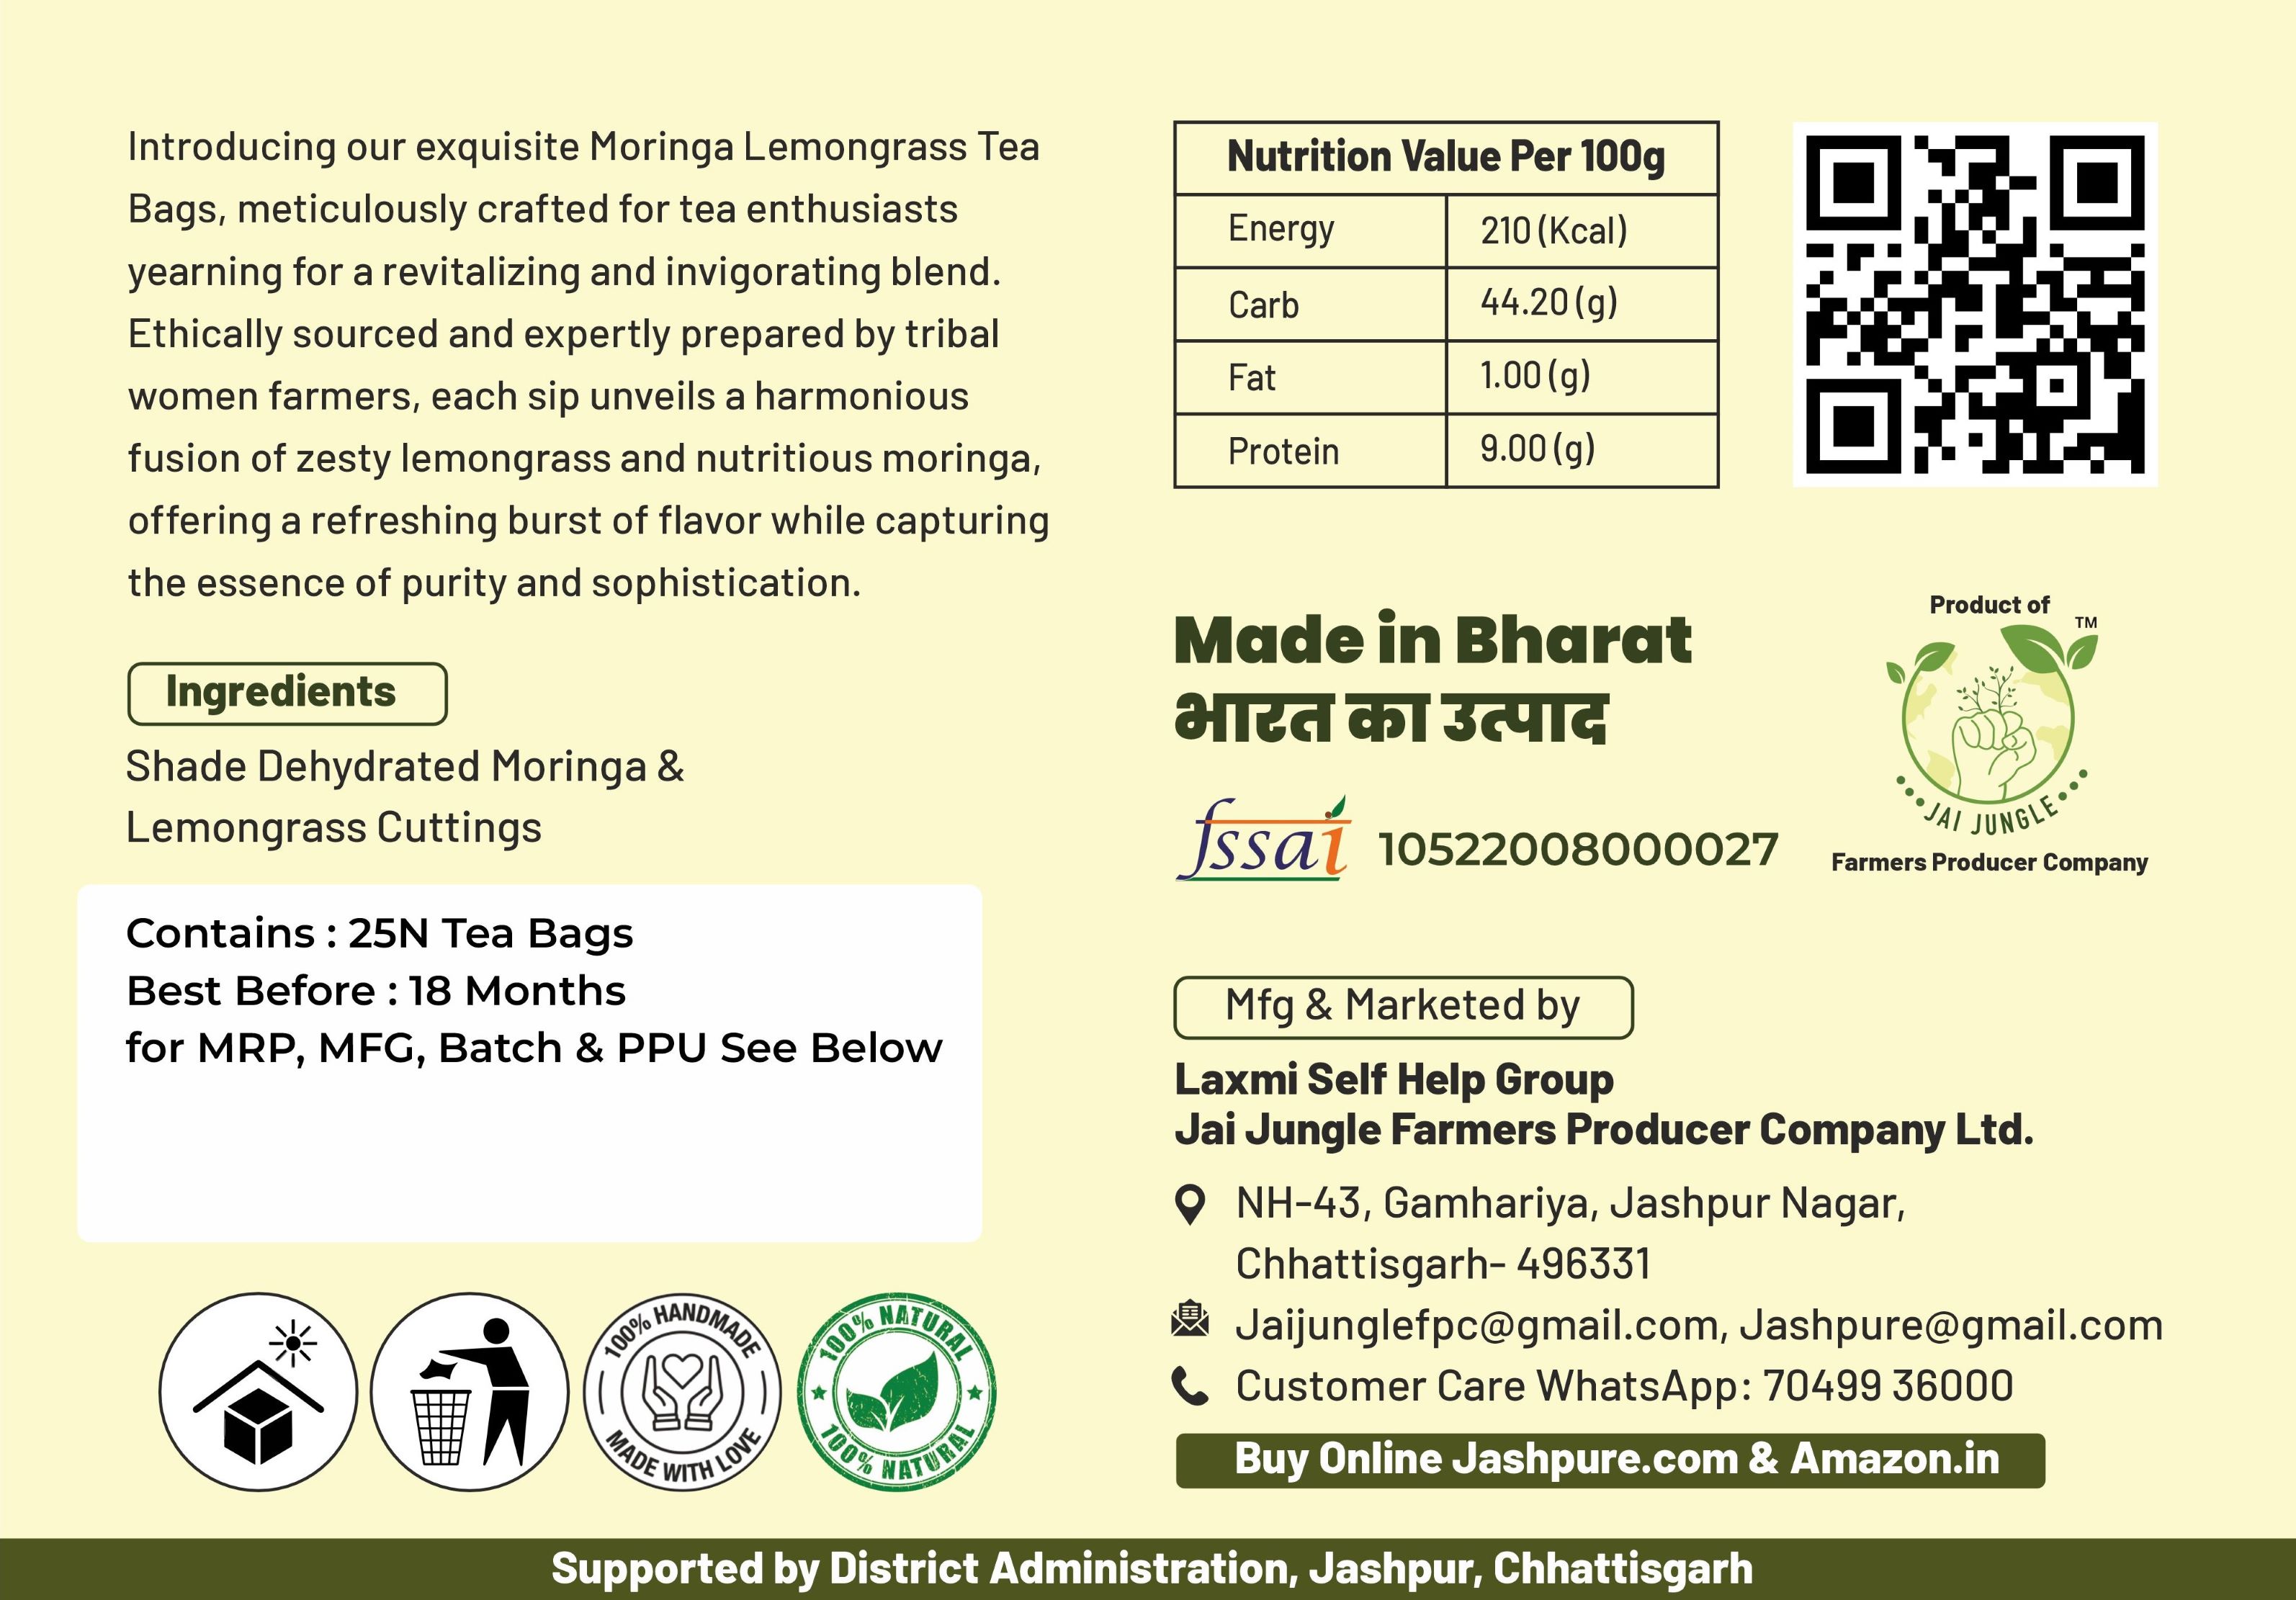 Introducing our exquisite Moringa Lemongrass Tea
Bags, meticulously crafted for tea enthusiasts
yearning for a revitalizing and invigorating blend.
Ethically sourced and expertly prepared by tribal
women farmers, each sip unveils a harmonious
fusion of zesty lemongrass and nutritious moringa,
offering a refreshing burst of flavor while capturing
the essence of purity and sophistication.
Ingredients
Shade Dehydrated Moringa &
Lemongrass Cuttings
Contains : 25N Tea Bags
Best Before : 18 Months
for MRP, MFG, Batch & PPU See Below
100% HANDMADE
MADE WITH LOVE
100% NATURAL
100% NATURAL
Nutrition Value Per 100g
Energy 210 (Kcal)
Carb 44.20 (g)
Fat 1.00 (g)
Protein 9.00 (g)
Made in Bharat
भारत का उत्पाद
fssai 10522008000027
Product of
TM
JAI JUNGLE
Farmers Producer Company
Mfg & Marketed by
Laxmi Self Help Group
Jai Jungle Farmers Producer Company Ltd.
NH-43, Gamhariya, Jashpur Nagar,
Chhattisgarh- 496331
Jaijunglefpc@gmail.com, Jashpure@gmail.com
Customer Care WhatsApp: 70499 36000
Buy Online Jashpure.com & Amazon.in
Supported by District Administration, Jashpur, Chhattisgarh